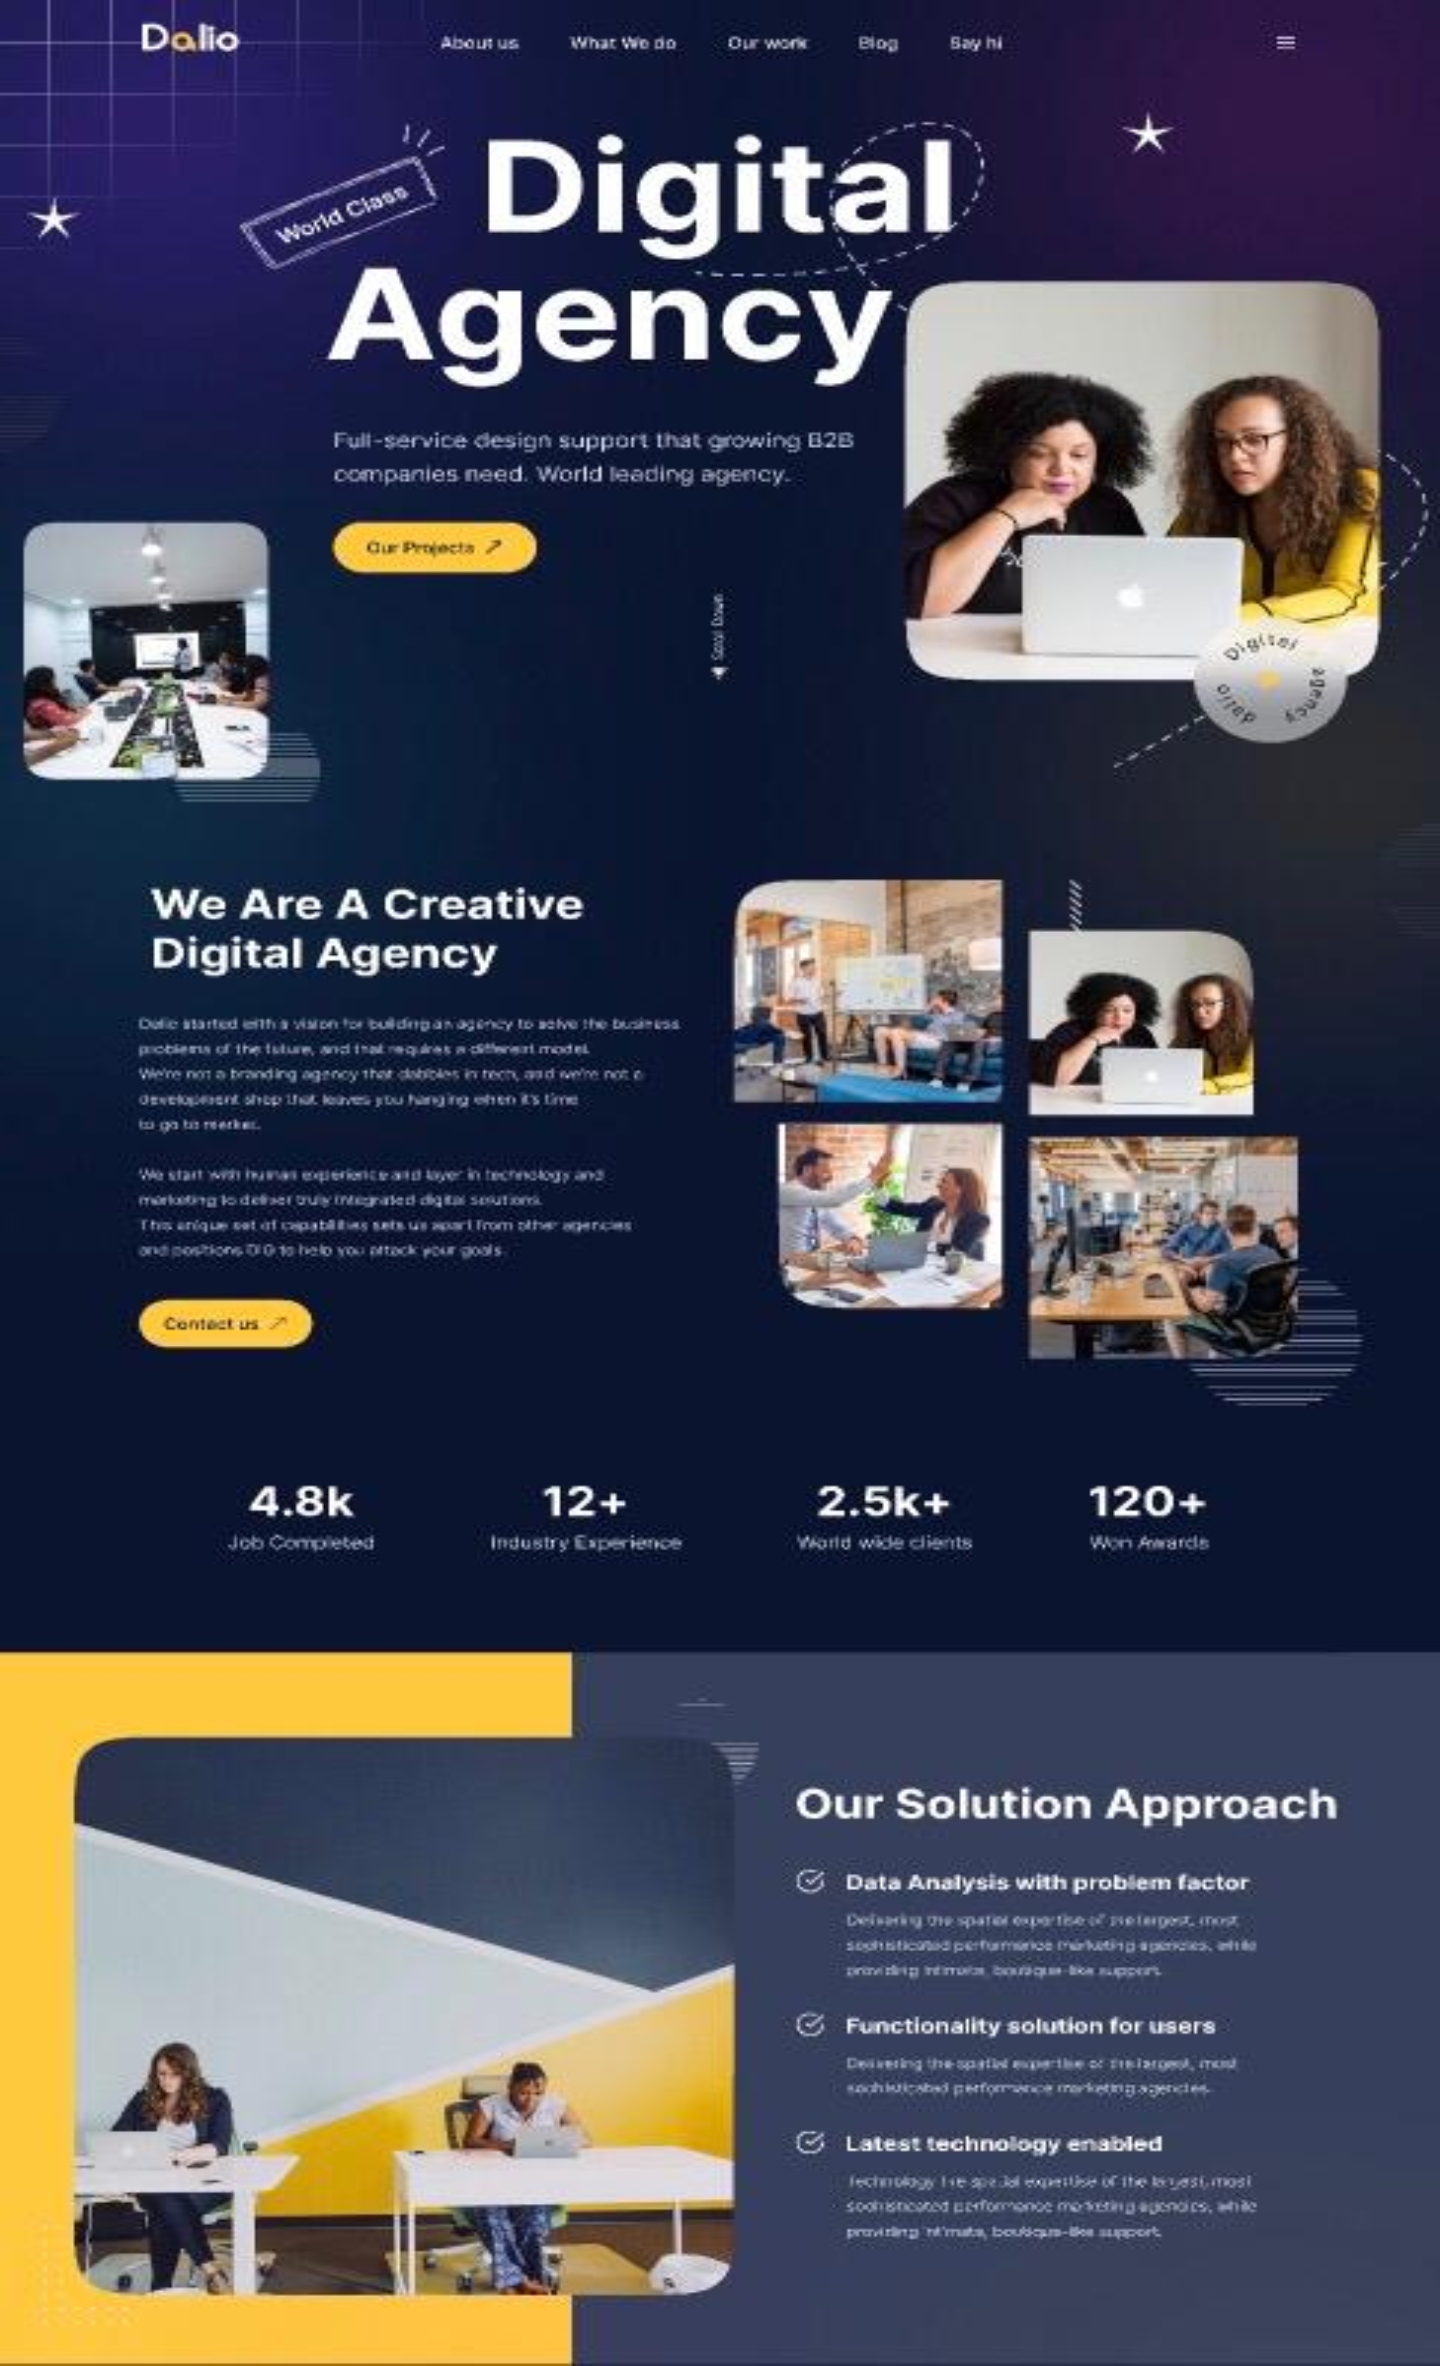 Dalio
About us
What We do
Our work
Blog
Say hi
World Class
Digital
Agency
Full-service design support that growing B2B
companies need. World leading agency.
Our Projects
Scroll Down
Digital agency dalio
We Are A Creative
Digital Agency
Dalio started with a vision for building an agency to solve the business
problems of the future, and that requires a different model.
We're not a branding agency that dabbles in tech, and we're not a
development shop that leaves you hanging when it's time
to go to market.
We start with human experience and layer in technology and
marketing to deliver truly integrated digital solutions.
This unique set of capabilities sets us apart from other agencies
and positions to help you attack your goals.
Contact us
4.8k
Job Completed
12+
Industry Experience
2.5k+
World wide clients
120+
Won Awards
Our Solution Approach
Data Analysis with problem factor
Delivering the spatial expertise of the largest, most
sophisticated performance marketing agencies, while
providing intimate, boutique-like support.
Functionality solution for users
Delivering the spatial expertise of the largest, most
sophisticated performance marketing agencies.
Latest technology enabled
Technology the spatial expertise of the largest, most
sophisticated performance marketing agencies, while
providing intimate, boutique-like support.